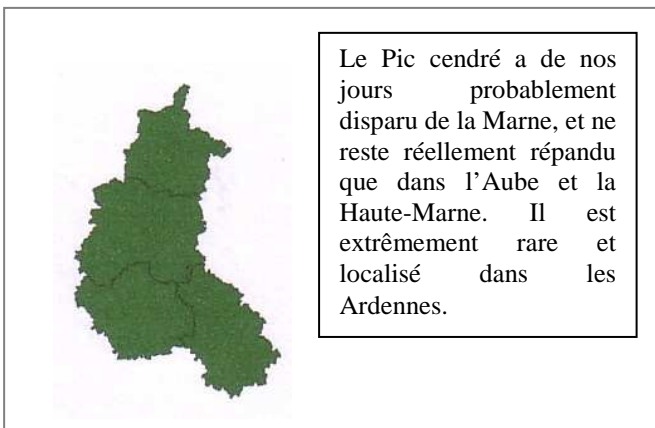 Le Pic cendré a de nos
jours probablement
disparu de la Marne, et ne
reste réellement répandu
que dans l’Aube et la
Haute-Marne. Il est
extrêmement rare et
localisé dans les
Ardennes.